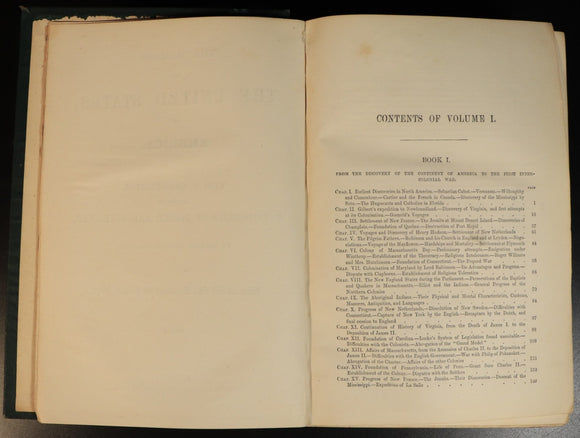 THE UNITED STATES
AMERICA
CONTENTS OF VOLUME I.
BOOK I.
FROM THE DISCOVERY OF THE CONTINENT OF AMERICA TO THE FIRST INTER-
COLONIAL WAR.
PAGE
CHAP. I. Earliest Discoveries in North America.—Sebastian Cabot.—Verrazano.—Willoughby
and Chancellor.—Cartier and the French in Canada.—Discovery of the Mississippi by
Soto.—The Huguenots and Calvinists in Florida 1
CHAP. II. Gilbert's expedition to Newfoundland.—Discovery of Virginia, and first attempts
at its Colonisation.—Gosnold's Voyages
CHAP. III. Settlement of New France.—The Jesuits at Mount Desert Island.—Discoveries of
Champlain.—Foundation of Quebec.—Destruction of Port Royal
CHAP. IV. Voyages and Discovery of Henry Hudson.—Settlement of New Netherlands
CHAP. V. The Pilgrim Fathers.—Robinson and his Church in England and at Leyden.—Nego-
tiations.—Voyage of the Mayflower.—Hardships and Mortality.—Settlement of Plymouth 44
CHAP. VI. Colony of Massachusetts Bay.—Preliminary attempts.—Emigration under
Winthrop.—Establishment of the Theocracy.—Religious Intolerance.—Roger Williams
and Mrs. Hutchinson.—Foundation of Connecticut.—The Pequod War
CHAP. VII. Colonisation of Maryland by Lord Baltimore.—Its Advantages and Progress.—
Dispute with Clayborne.—Establishment of Religious Toleration
CHAP. VIII. The New England States during the Parliament.—Persecution of the Baptists
and Quakers in Massachusetts.—Elliot and the Indians.—General Progress of the
Northern Colonies
CHAP. IX. The Aboriginal Indians.—Their Physical and Mental Characteristics, Customs,
Manners, Antiquities, and Languages
CHAP. X. Progress of New Netherlands.—Dissolution of New Sweden.—Difficulties with
Connecticut.—Capture of New York by the English.—Recapture by the Dutch, and
final cession to England
CHAP. XI. Continuation of History of Virginia, from the Death of James I. to the
Deposition of James II.
CHAP. XII. Foundation of Carolina.—Locke's System of Legislation found unsuitable.—
Difficulties with the Colonists.—Abrogation of the "Grand Model"
CHAP. XIII. Affairs of Massachusetts, from the Accession of Charles II. to the Deposition
of James II.—Difficulties with the English Government.—War with Philip of Pokanoket.—
Abrogation of the Charter.—Affairs of the other Colonies
CHAP. XIV. Foundation of Pennsylvania.—Life of Penn.—Grant from Charles II.—
Establishment of the Colony.—Disputes with the Settlers
CHAP. XV. Progress of New France.—The Jesuits.—Their Discoveries.—Descent of the
Mississippi.—Expedition of La Salle